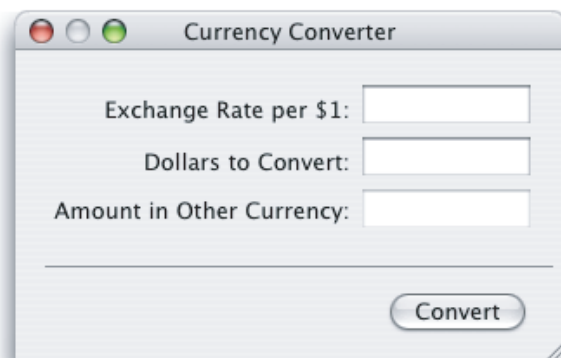 Currency Converter
Exchange Rate per $1:
Dollars to Convert:
Amount in Other Currency:
Convert